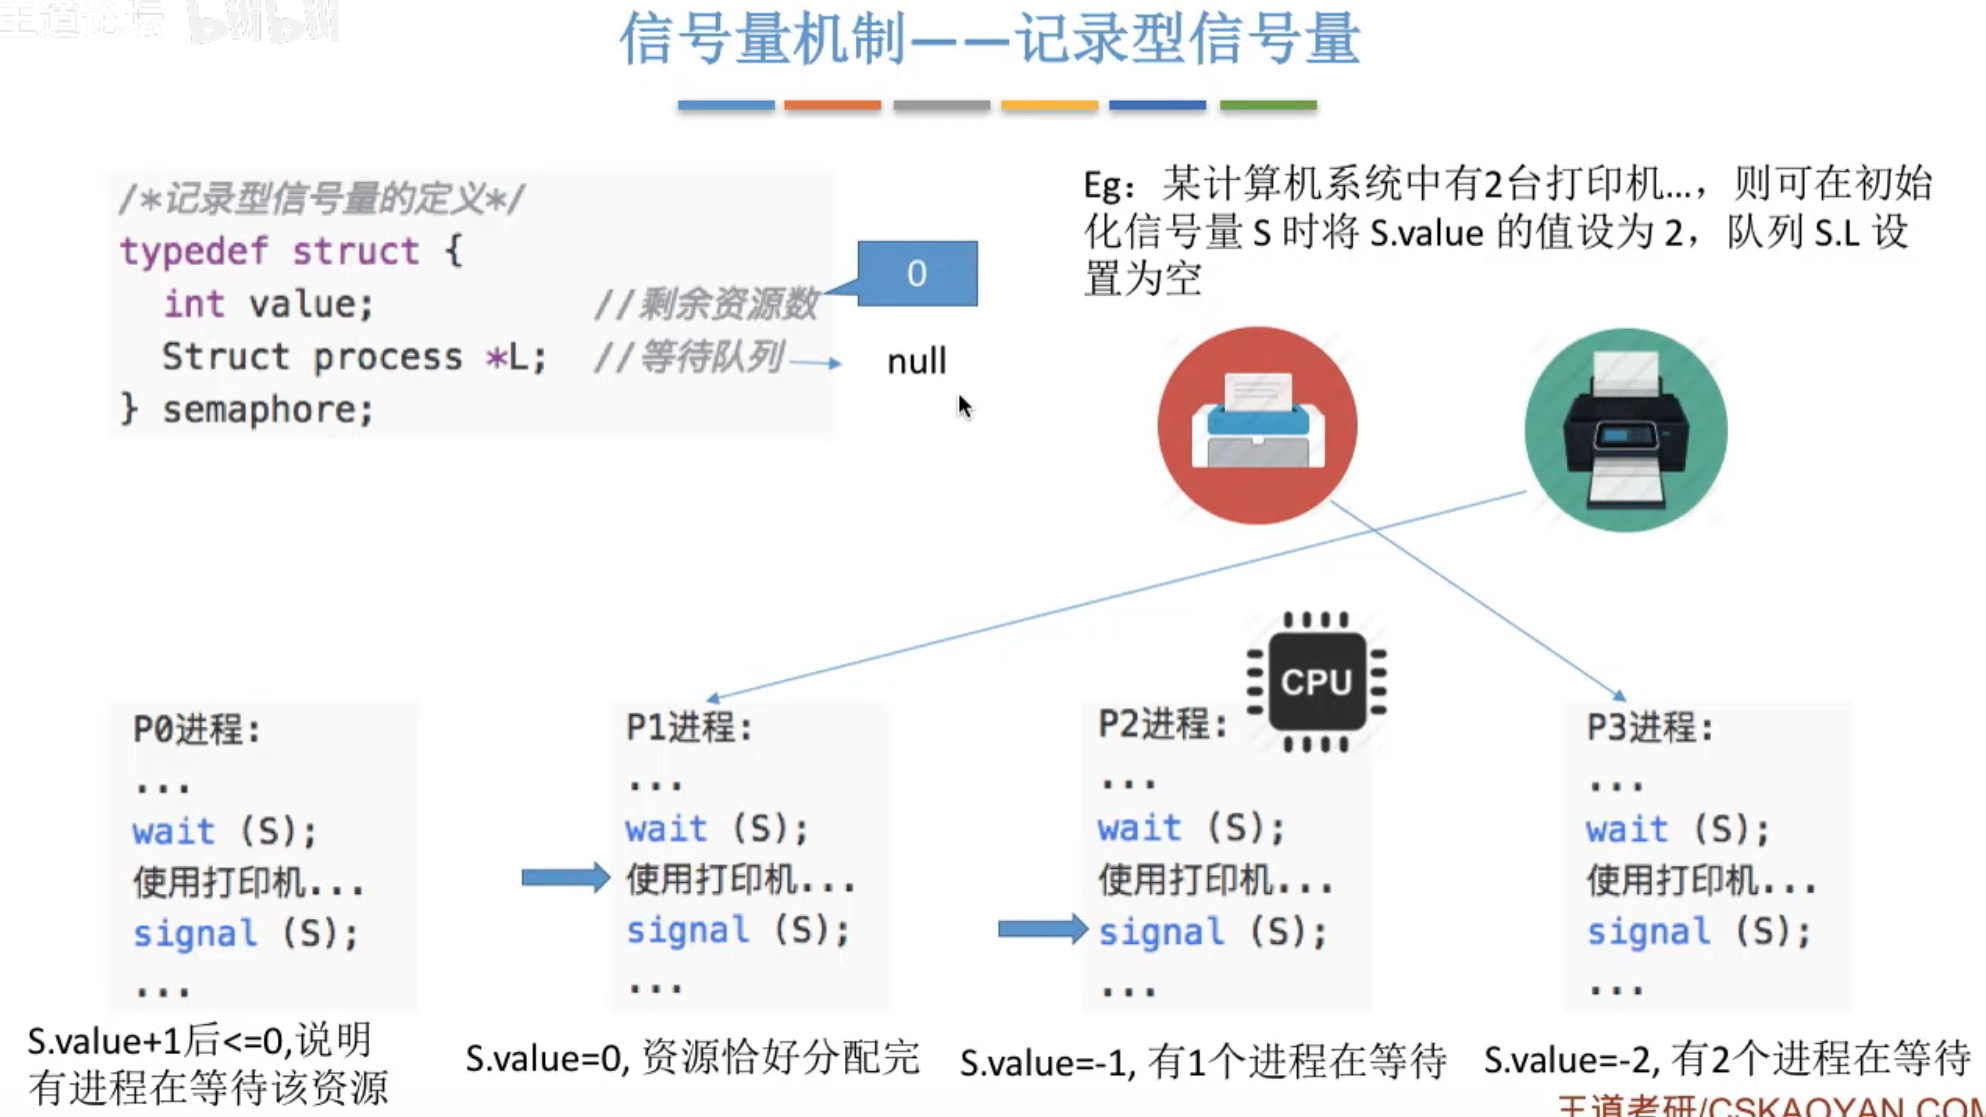 王道论坛 bilibili
信号量机制——记录型信号量
/*记录型信号量的定义*/
typedef struct {
int value; //剩余资源数
Struct process *L; //等待队列
} semaphore;
0
null
Eg：某计算机系统中有2台打印机...，则可在初始
化信号量 S 时将 S.value 的值设为 2，队列 S.L 设
置为空
CPU
P0进程:
...
wait (S);
使用打印机...
signal (S);
...
S.value+1后<=0,说明
有进程在等待该资源
P1进程:
...
wait (S);
使用打印机...
signal (S);
...
S.value=0, 资源恰好分配完
P2进程:
...
wait (S);
使用打印机...
signal (S);
...
S.value=-1, 有1个进程在等待
P3进程:
...
wait (S);
使用打印机...
signal (S);
...
S.value=-2, 有2个进程在等待
王道考研/CSKAOYAN.COM